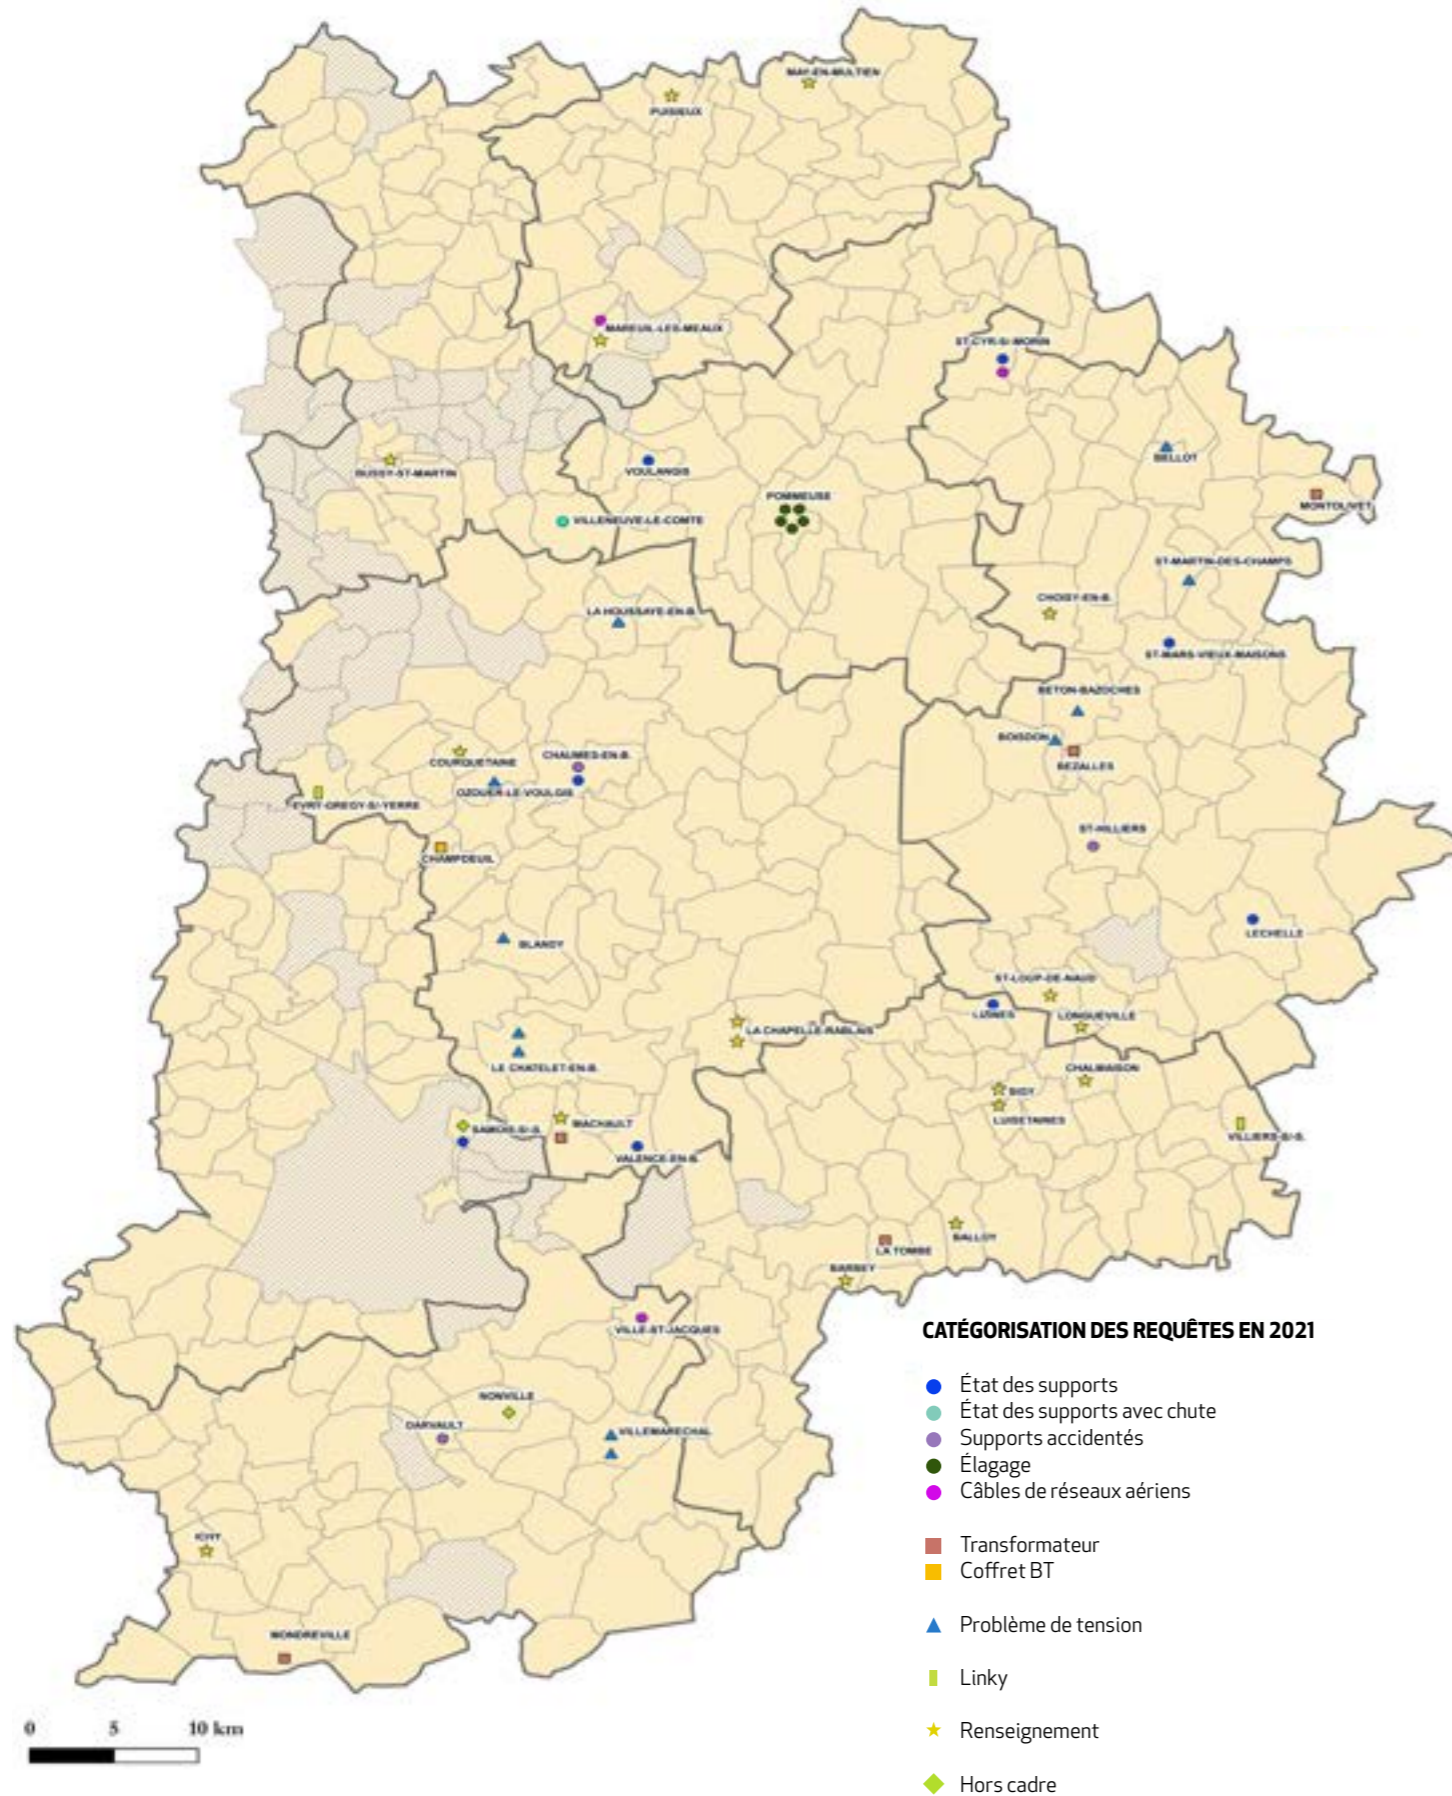 MAY-EN-MULTIEN
PUISIEUX
MAREUIL-LES-MEAUX
ST-CYR-S/-MORIN
BELLOT
BUSSY-ST-MARTIN
VOULANGIS
POMMEUSE
MONTOLIVET
VILLENEUVE-LE-COMTE
ST-MARTIN-DES-CHAMPS
CHOISY-EN-B.
LA HOUSSAYE-EN-B.
ST-MARS-VIEUX-MAISONS
BETON-BAZOCHES
BOISDON
BEZALLES
CHAUMES-EN-B.
COURQUETAINE
OZOUER-LE-VOULGIS
EVRY-GREGY-S/-YERRE
ST-HILLIERS
CHAMPDEUIL
LECHELLE
BLANDY
ST-LOUP-DE-NAUD
LIZINES
LONGUEVILLE
LA CHAPELLE-RABLAIS
LE CHATELET-EN-B.
CHALMAISON
SIGY
LUISETAINES
MACHAULT
SAMOIS-S/-S.
VILLIERS-S/-S.
VALENCE-EN-B.
BALLOY
LA TOMBE
BARBEY
VILLE-ST-JACQUES
NONVILLE
DARVAULT
VILLEMARECHAL
ICHY
MONDREVILLE
0 5 10 km
CATÉGORISATION DES REQUÊTES EN 2021
État des supports
État des supports avec chute
Supports accidentés
Élagage
Câbles de réseaux aériens
Transformateur
Coffret BT
Problème de tension
Linky
Renseignement
Hors cadre